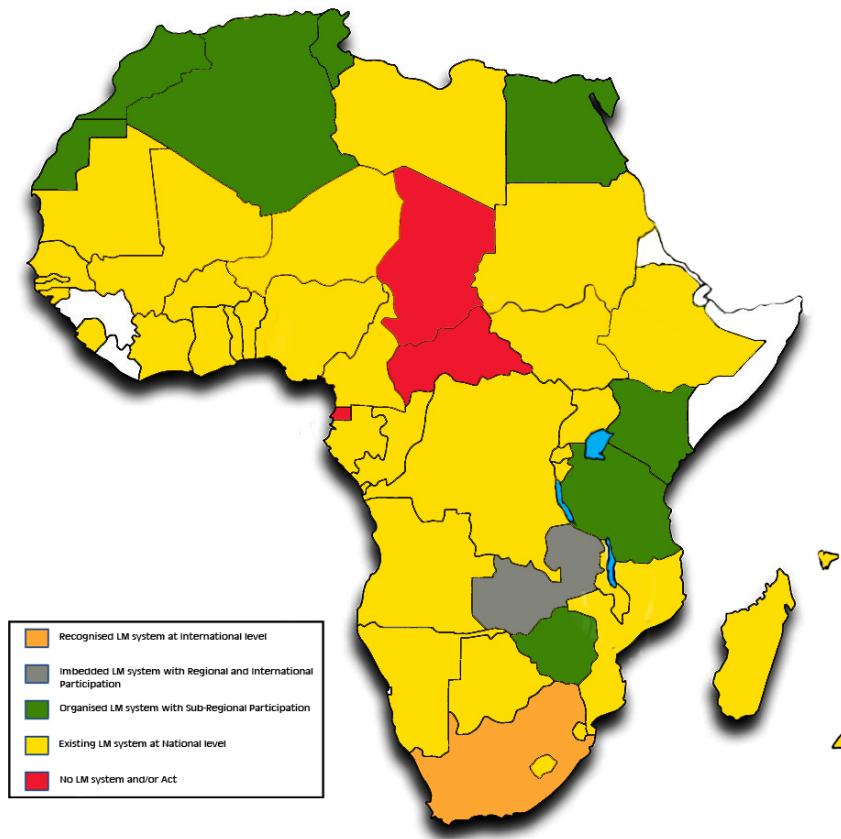 Recognised LM system at International level
Imbedded LM system with Regional and International
Participation
Organised LM system with Sub-Regional Participation
Existing LM system at National level
No LM system and/or Act